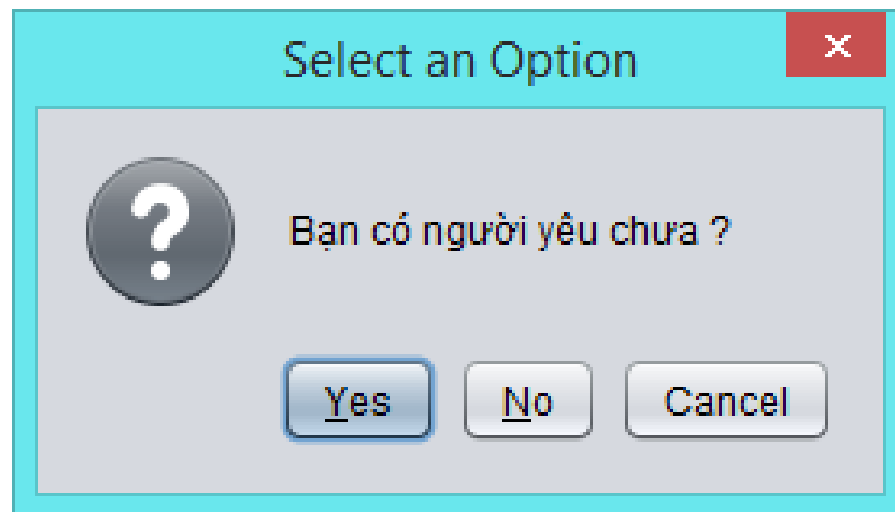 Select an Option
Bạn có người yêu chưa ?
Yes No Cancel